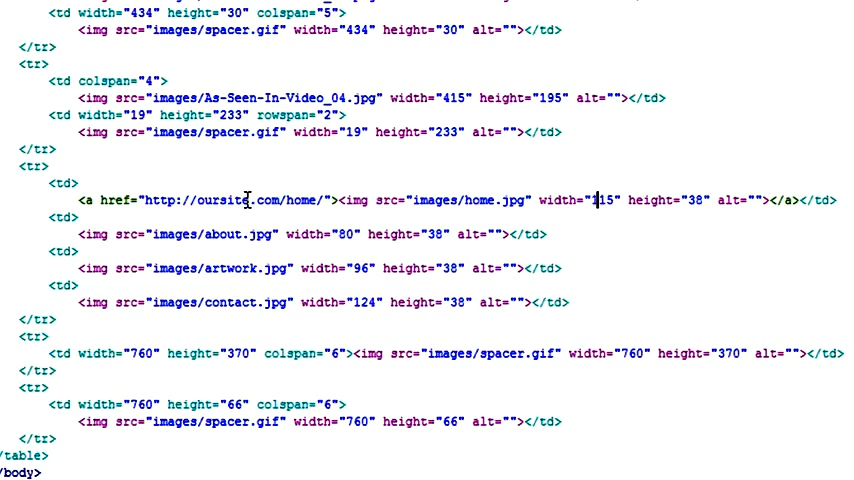 <td width="434" height="30" colspan="5">
<img src="images/spacer.gif" width="434" height="30" alt=""></td>
</tr>
<tr>
<td colspan="4">
<img src="images/As-Seen-In-Video_04.jpg" width="415" height="195" alt=""></td>
<td width="19" height="233" rowspan="2">
<img src="images/spacer.gif" width="19" height="233" alt=""></td>
</tr>
<tr>
<td>
<a href="http://oursite.com/home/"><img src="images/home.jpg" width="115" height="38" alt=""></a></td>
<td>
<img src="images/about.jpg" width="80" height="38" alt=""></td>
<td>
<img src="images/artwork.jpg" width="96" height="38" alt=""></td>
<td>
<img src="images/contact.jpg" width="124" height="38" alt=""></td>
</tr>
<tr>
<td width="760" height="370" colspan="6"><img src="images/spacer.gif" width="760" height="370" alt=""></td>
</tr>
<tr>
<td width="760" height="66" colspan="6">
<img src="images/spacer.gif" width="760" height="66" alt=""></td>
</tr>
/table>
/body>